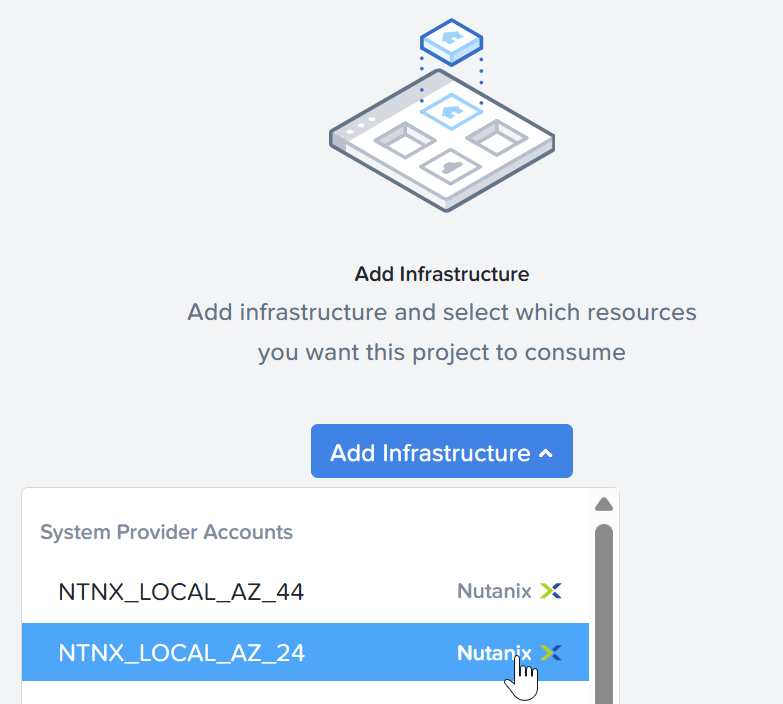 Add Infrastructure
Add infrastructure and select which resources
you want this project to consume
Add Infrastructure
System Provider Accounts
NTNX_LOCAL_AZ_44 Nutanix
NTNX_LOCAL_AZ_24 Nutanix